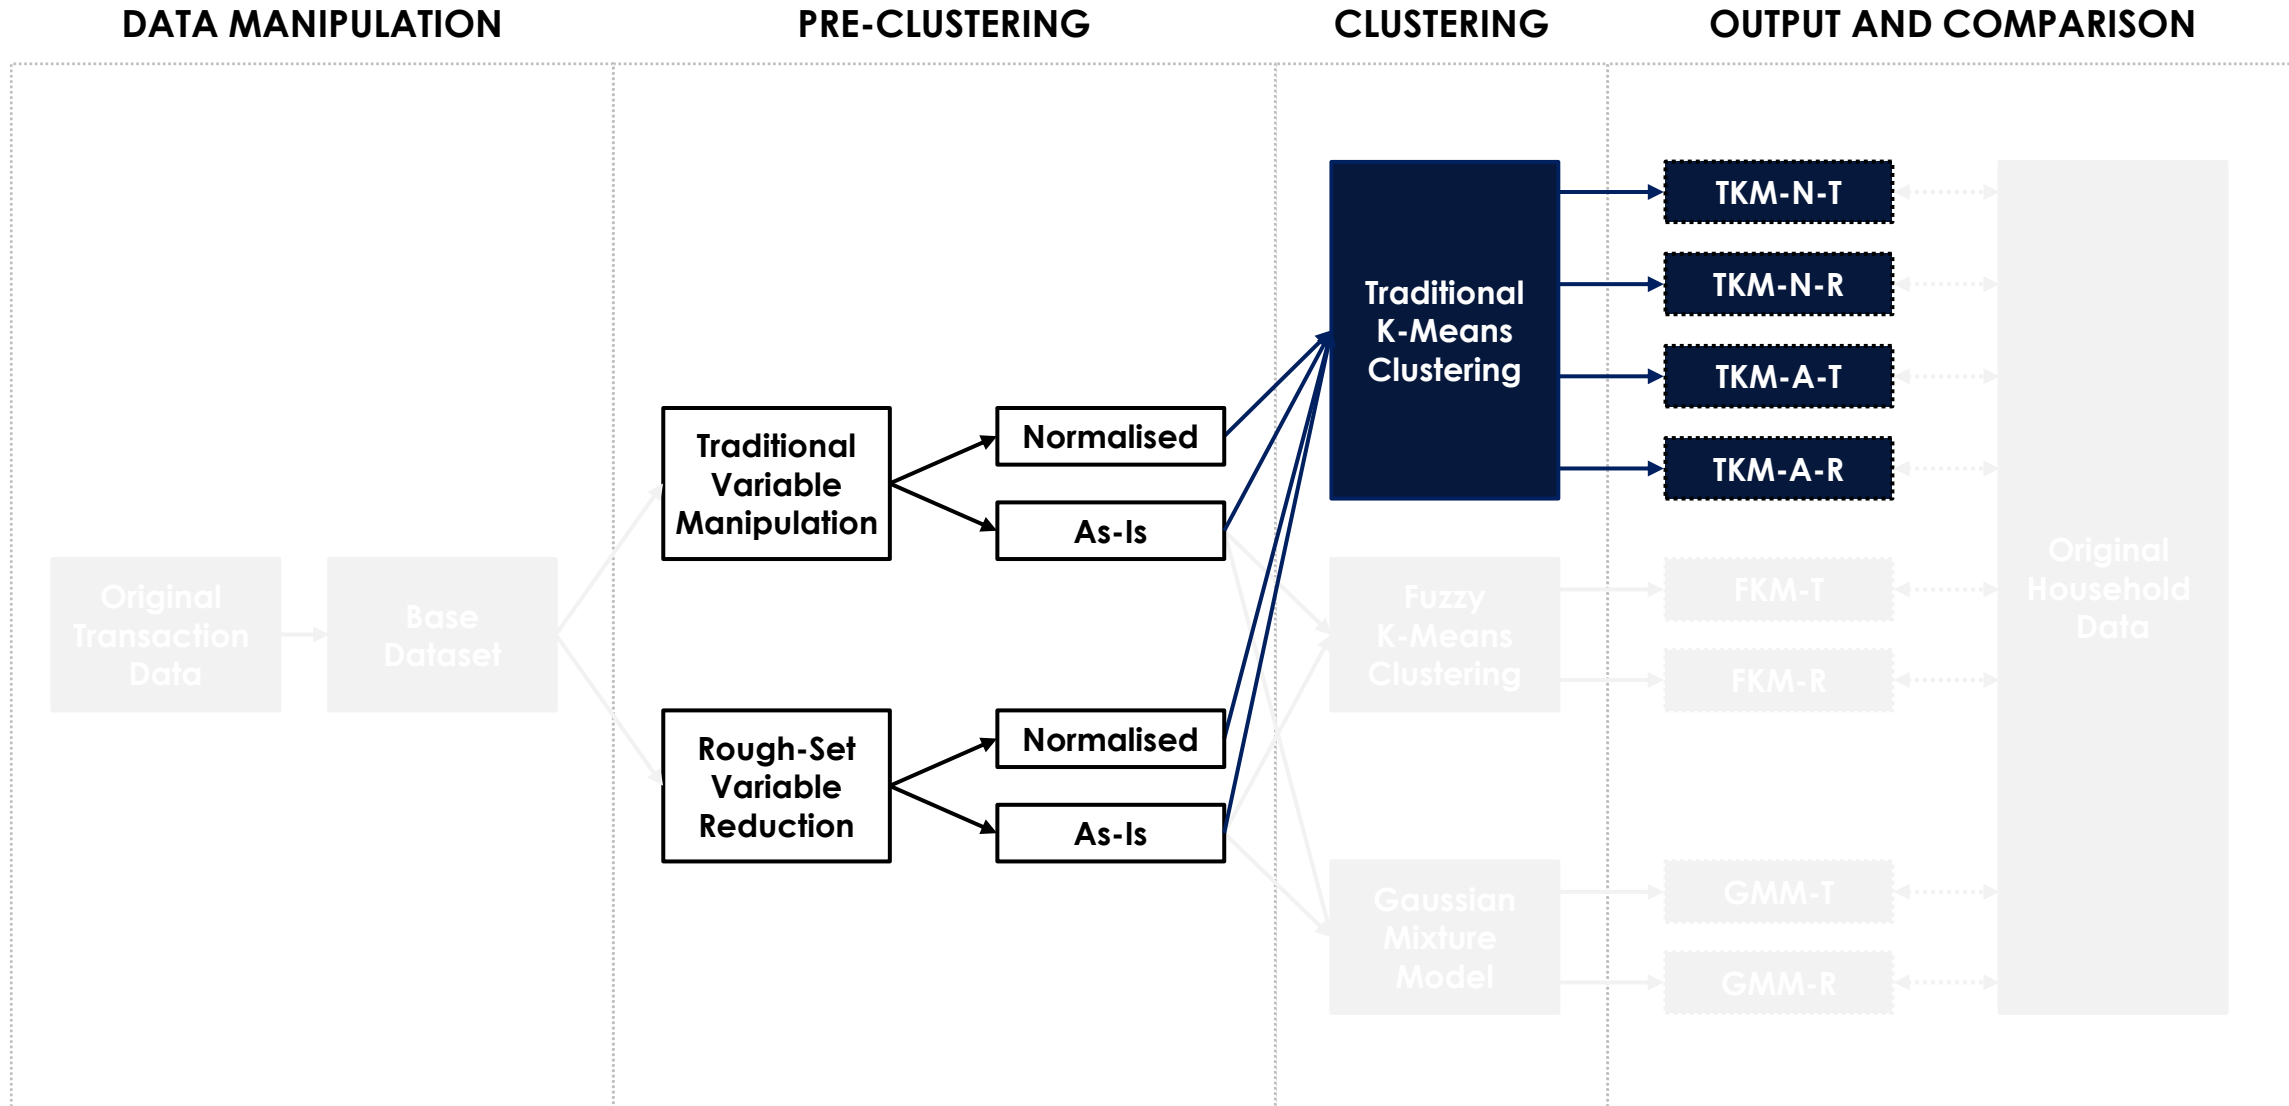 DATA MANIPULATION
PRE-CLUSTERING
CLUSTERING
OUTPUT AND COMPARISON
Original
Transaction
Data
Base
Dataset
Traditional
Variable
Manipulation
Normalised
As-Is
Rough-Set
Variable
Reduction
Normalised
As-Is
Traditional
K-Means
Clustering
Fuzzy
K-Means
Clustering
Gaussian
Mixture
Model
TKM-N-T
TKM-N-R
TKM-A-T
TKM-A-R
FKM-T
FKM-R
GMM-T
GMM-R
Original
Household
Data